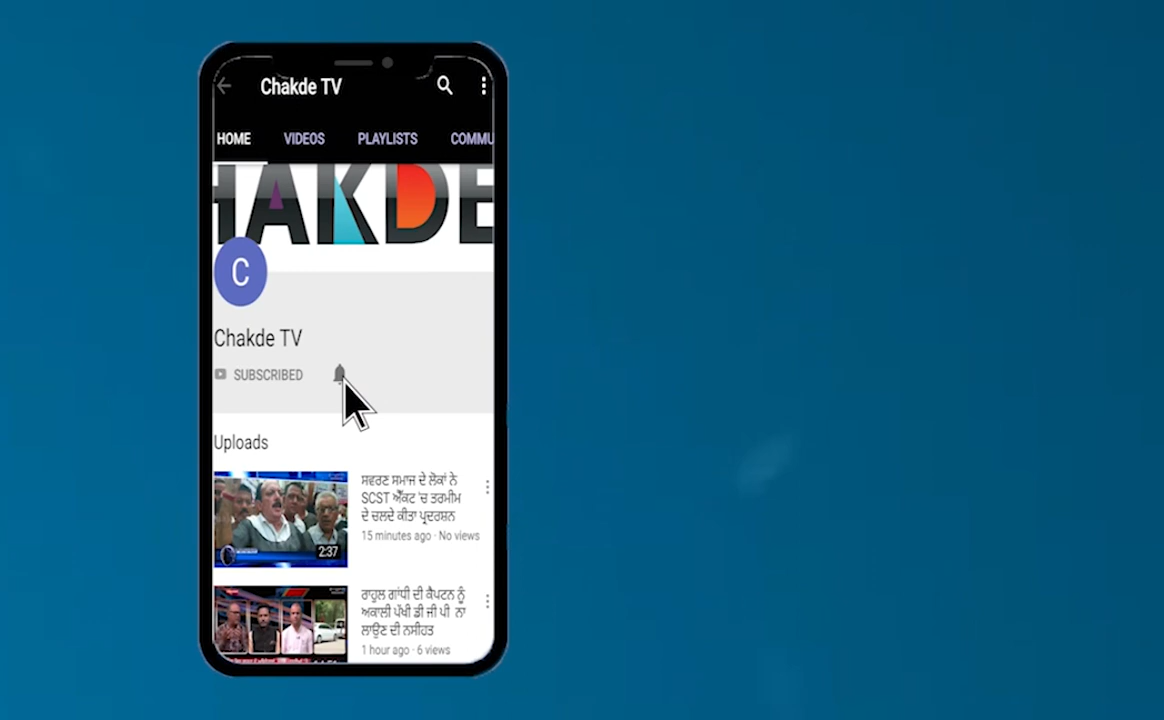 Chakde TV
HOME VIDEOS PLAYLISTS COMMU
HAKDE
C
Chakde TV
SUBSCRIBED
Uploads
ਸਵਰਣ ਸਮਾਜ ਦੇ ਲੋਕਾਂ ਨੇ
SCST ਐਕਟ 'ਚ ਤਰਮੀਮ
ਦੇ ਚਲਦੇ ਕੀਤਾ ਪ੍ਰਦਰਸ਼ਨ
15 minutes ago · No views
2:37
ਰਾਹੁਲ ਗਾਂਧੀ ਦੀ ਕੈਪਟਨ ਨੂੰ
ਅਕਾਲੀ ਪੱਖੀ ਡੀ ਜੀ ਪੀ ਨਾ
ਲਾਉਣ ਦੀ ਨਸੀਹਤ
1 hour ago · 6 views